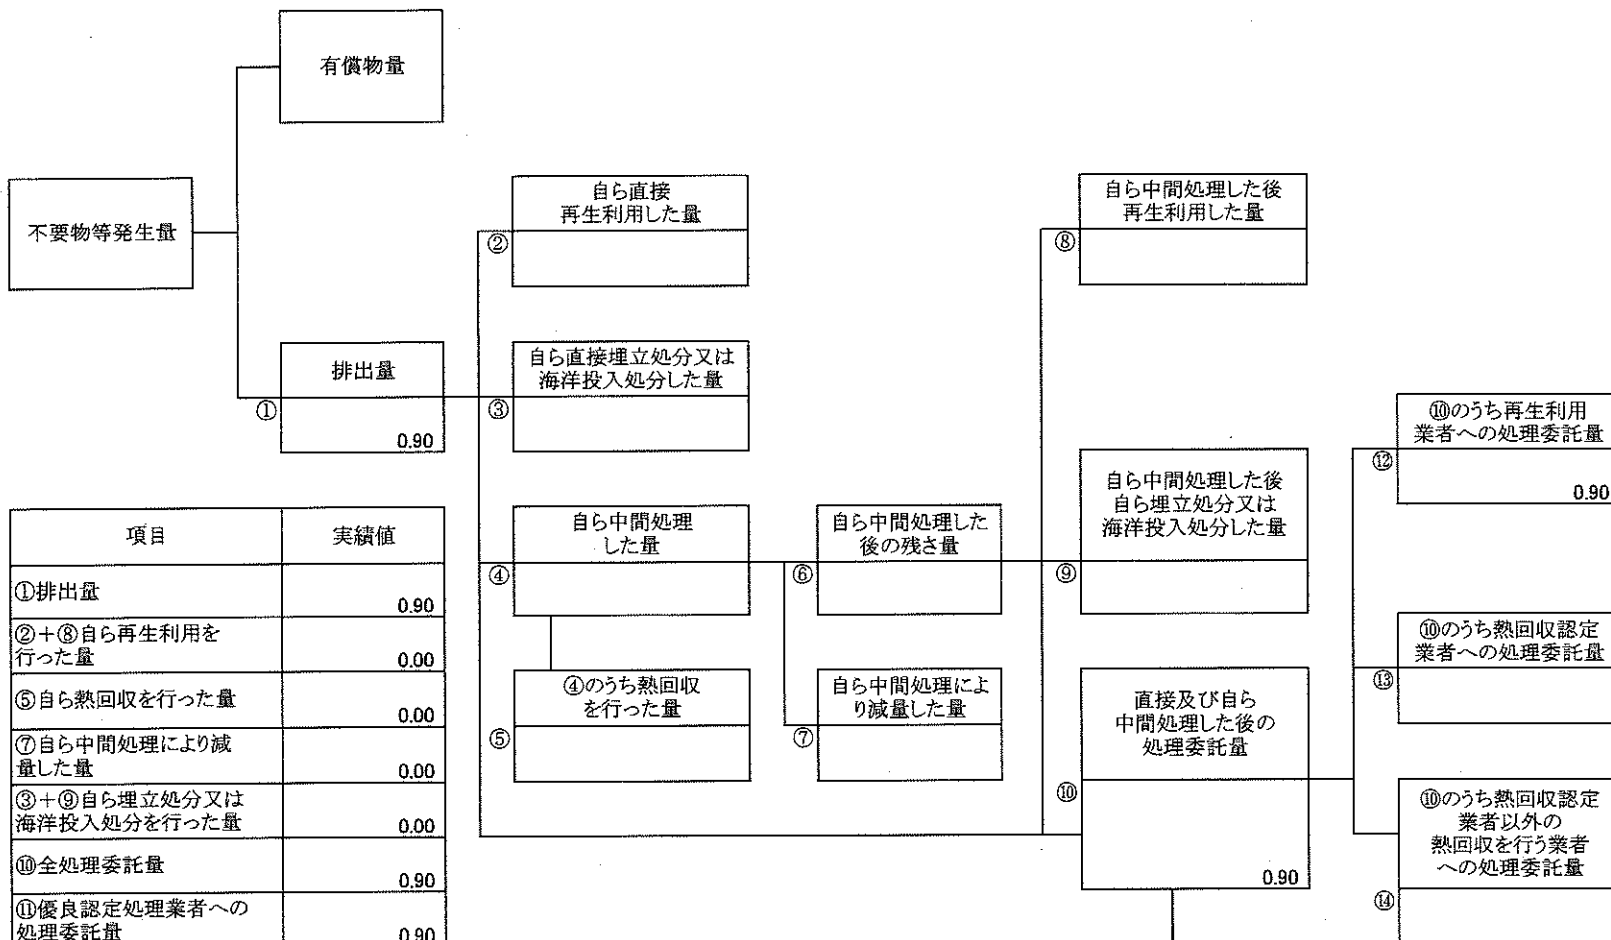 有償物量
不要物等発生量
排出量
①
0.90
自ら直接
再生利用した量
②
自ら直接埋立処分又は
海洋投入処分した量
③
自ら中間処理
した量
④
④のうち熱回収
を行った量
⑤
自ら中間処理した
後の残さ量
⑥
自ら中間処理によ
り減量した量
⑦
自ら中間処理した後
再生利用した量
⑧
自ら中間処理した後
自ら埋立処分又は
海洋投入処分した量
⑨
直接及び自ら
中間処理した後の
処理委託量
⑩
0.90
⑩のうち再生利用
業者への処理委託量
⑫
0.90
⑩のうち熱回収認定
業者への処理委託量
⑬
⑩のうち熱回収認定
業者以外の
熱回収を行う業者
への処理委託量
⑭
項目 実績値
①排出量 0.90
②+⑧自ら再生利用を
行った量 0.00
⑤自ら熱回収を行った量 0.00
⑦自ら中間処理により減
量した量 0.00
③+⑨自ら埋立処分又は
海洋投入処分を行った量 0.00
⑩全処理委託量 0.90
⑪優良認定処理業者への
処理委託量 0.90